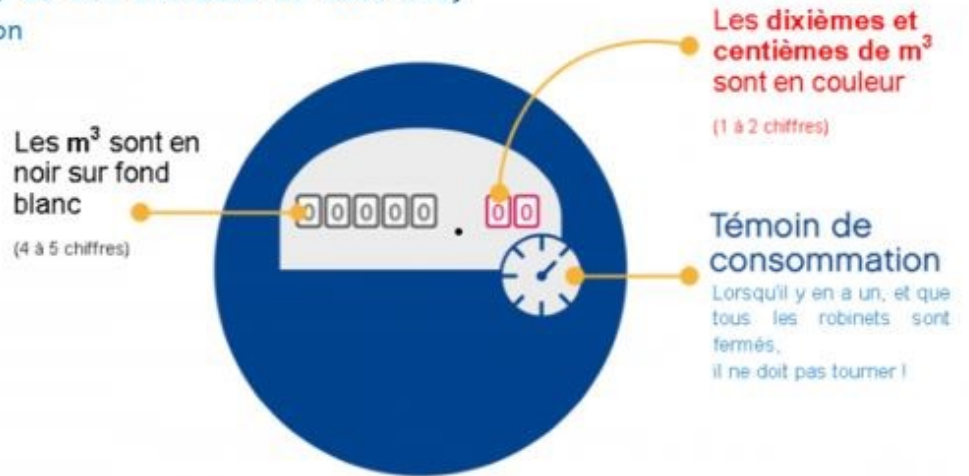 on
Les dixièmes et
centièmes de m³
sont en couleur
(1 à 2 chiffres)
Les m³ sont en
noir sur fond
blanc
(4 à 5 chiffres)
00000 . 00
Témoin de
consommation
Lorsqu'il y en a un, et que
tous les robinets sont
fermés,
il ne doit pas tourner !